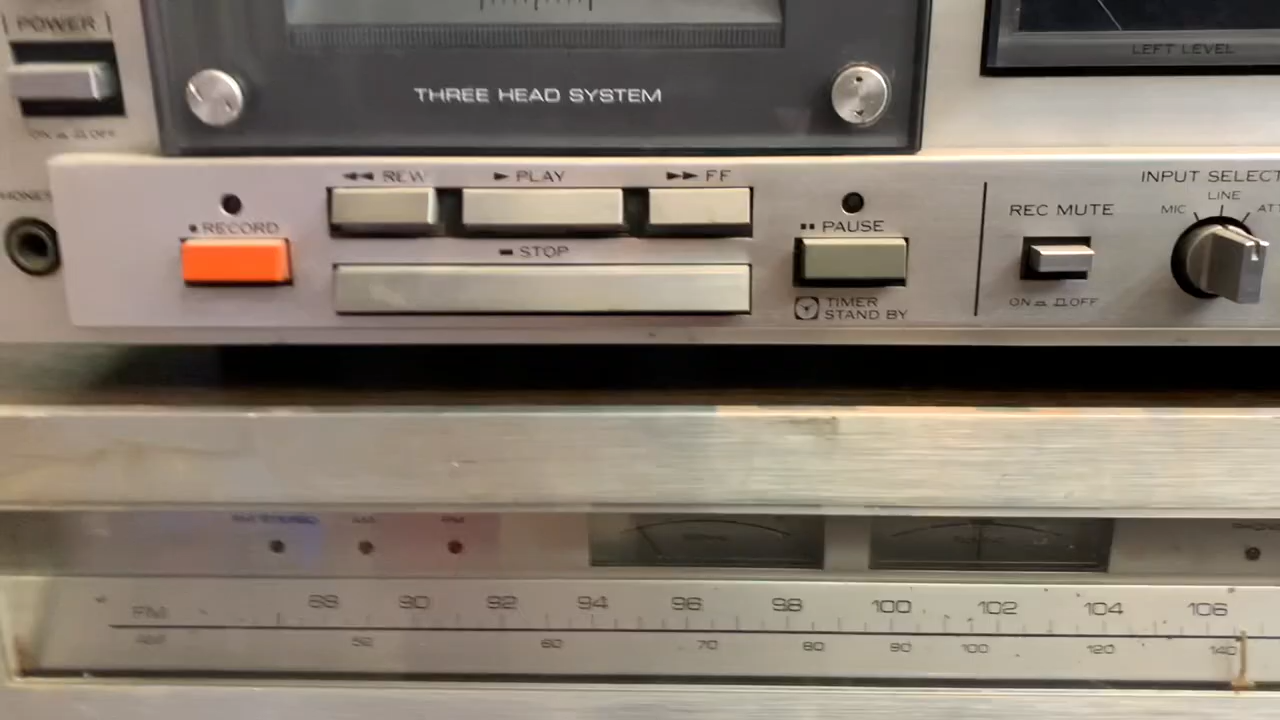 POWER
ON OFF
THREE HEAD SYSTEM
LEFT LEVEL
REW
PLAY
FF
RECORD
STOP
PAUSE
TIMER
STAND BY
REC MUTE
ON OFF
INPUT SELECT
MIC
LINE
FM 88 90 92 94 96 98 100 102 104 106
AM 60 70 80 90 100 120 140